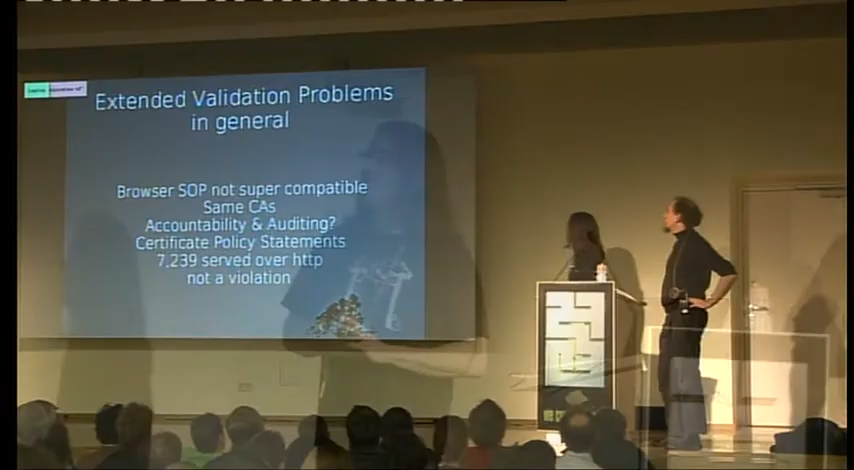 Extended Validation Problems
in general
Browser SOP not super compatible
Same CAs
Accountability & Auditing?
Certificate Policy Statements
7,239 served over http
not a violation